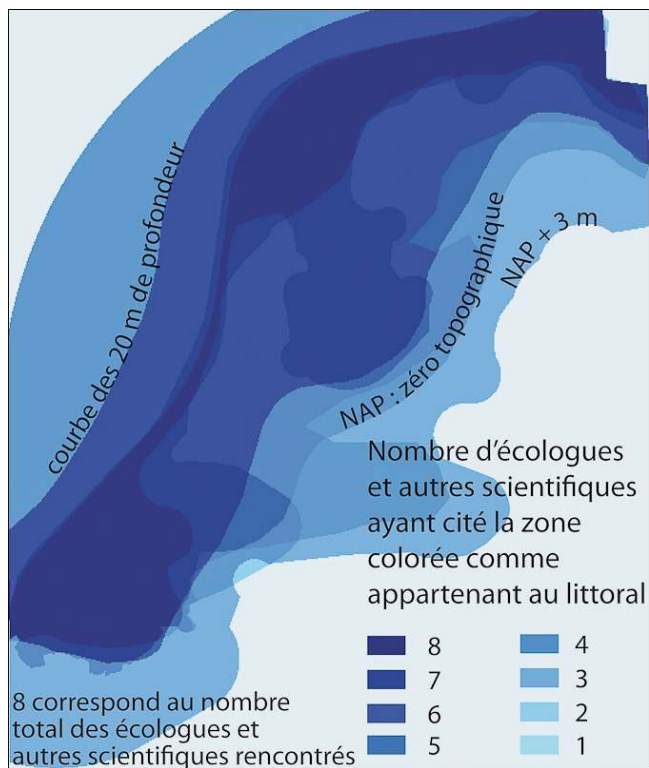 courbe des 20 m de profondeur
NAP : zéro topographique
NAP + 3 m
Nombre d'écologues
et autres scientifiques
ayant cité la zone
colorée comme
appartenant au littoral
8
7
6
5
4
3
2
1
8 correspond au nombre
total des écologues et
autres scientifiques rencontrés